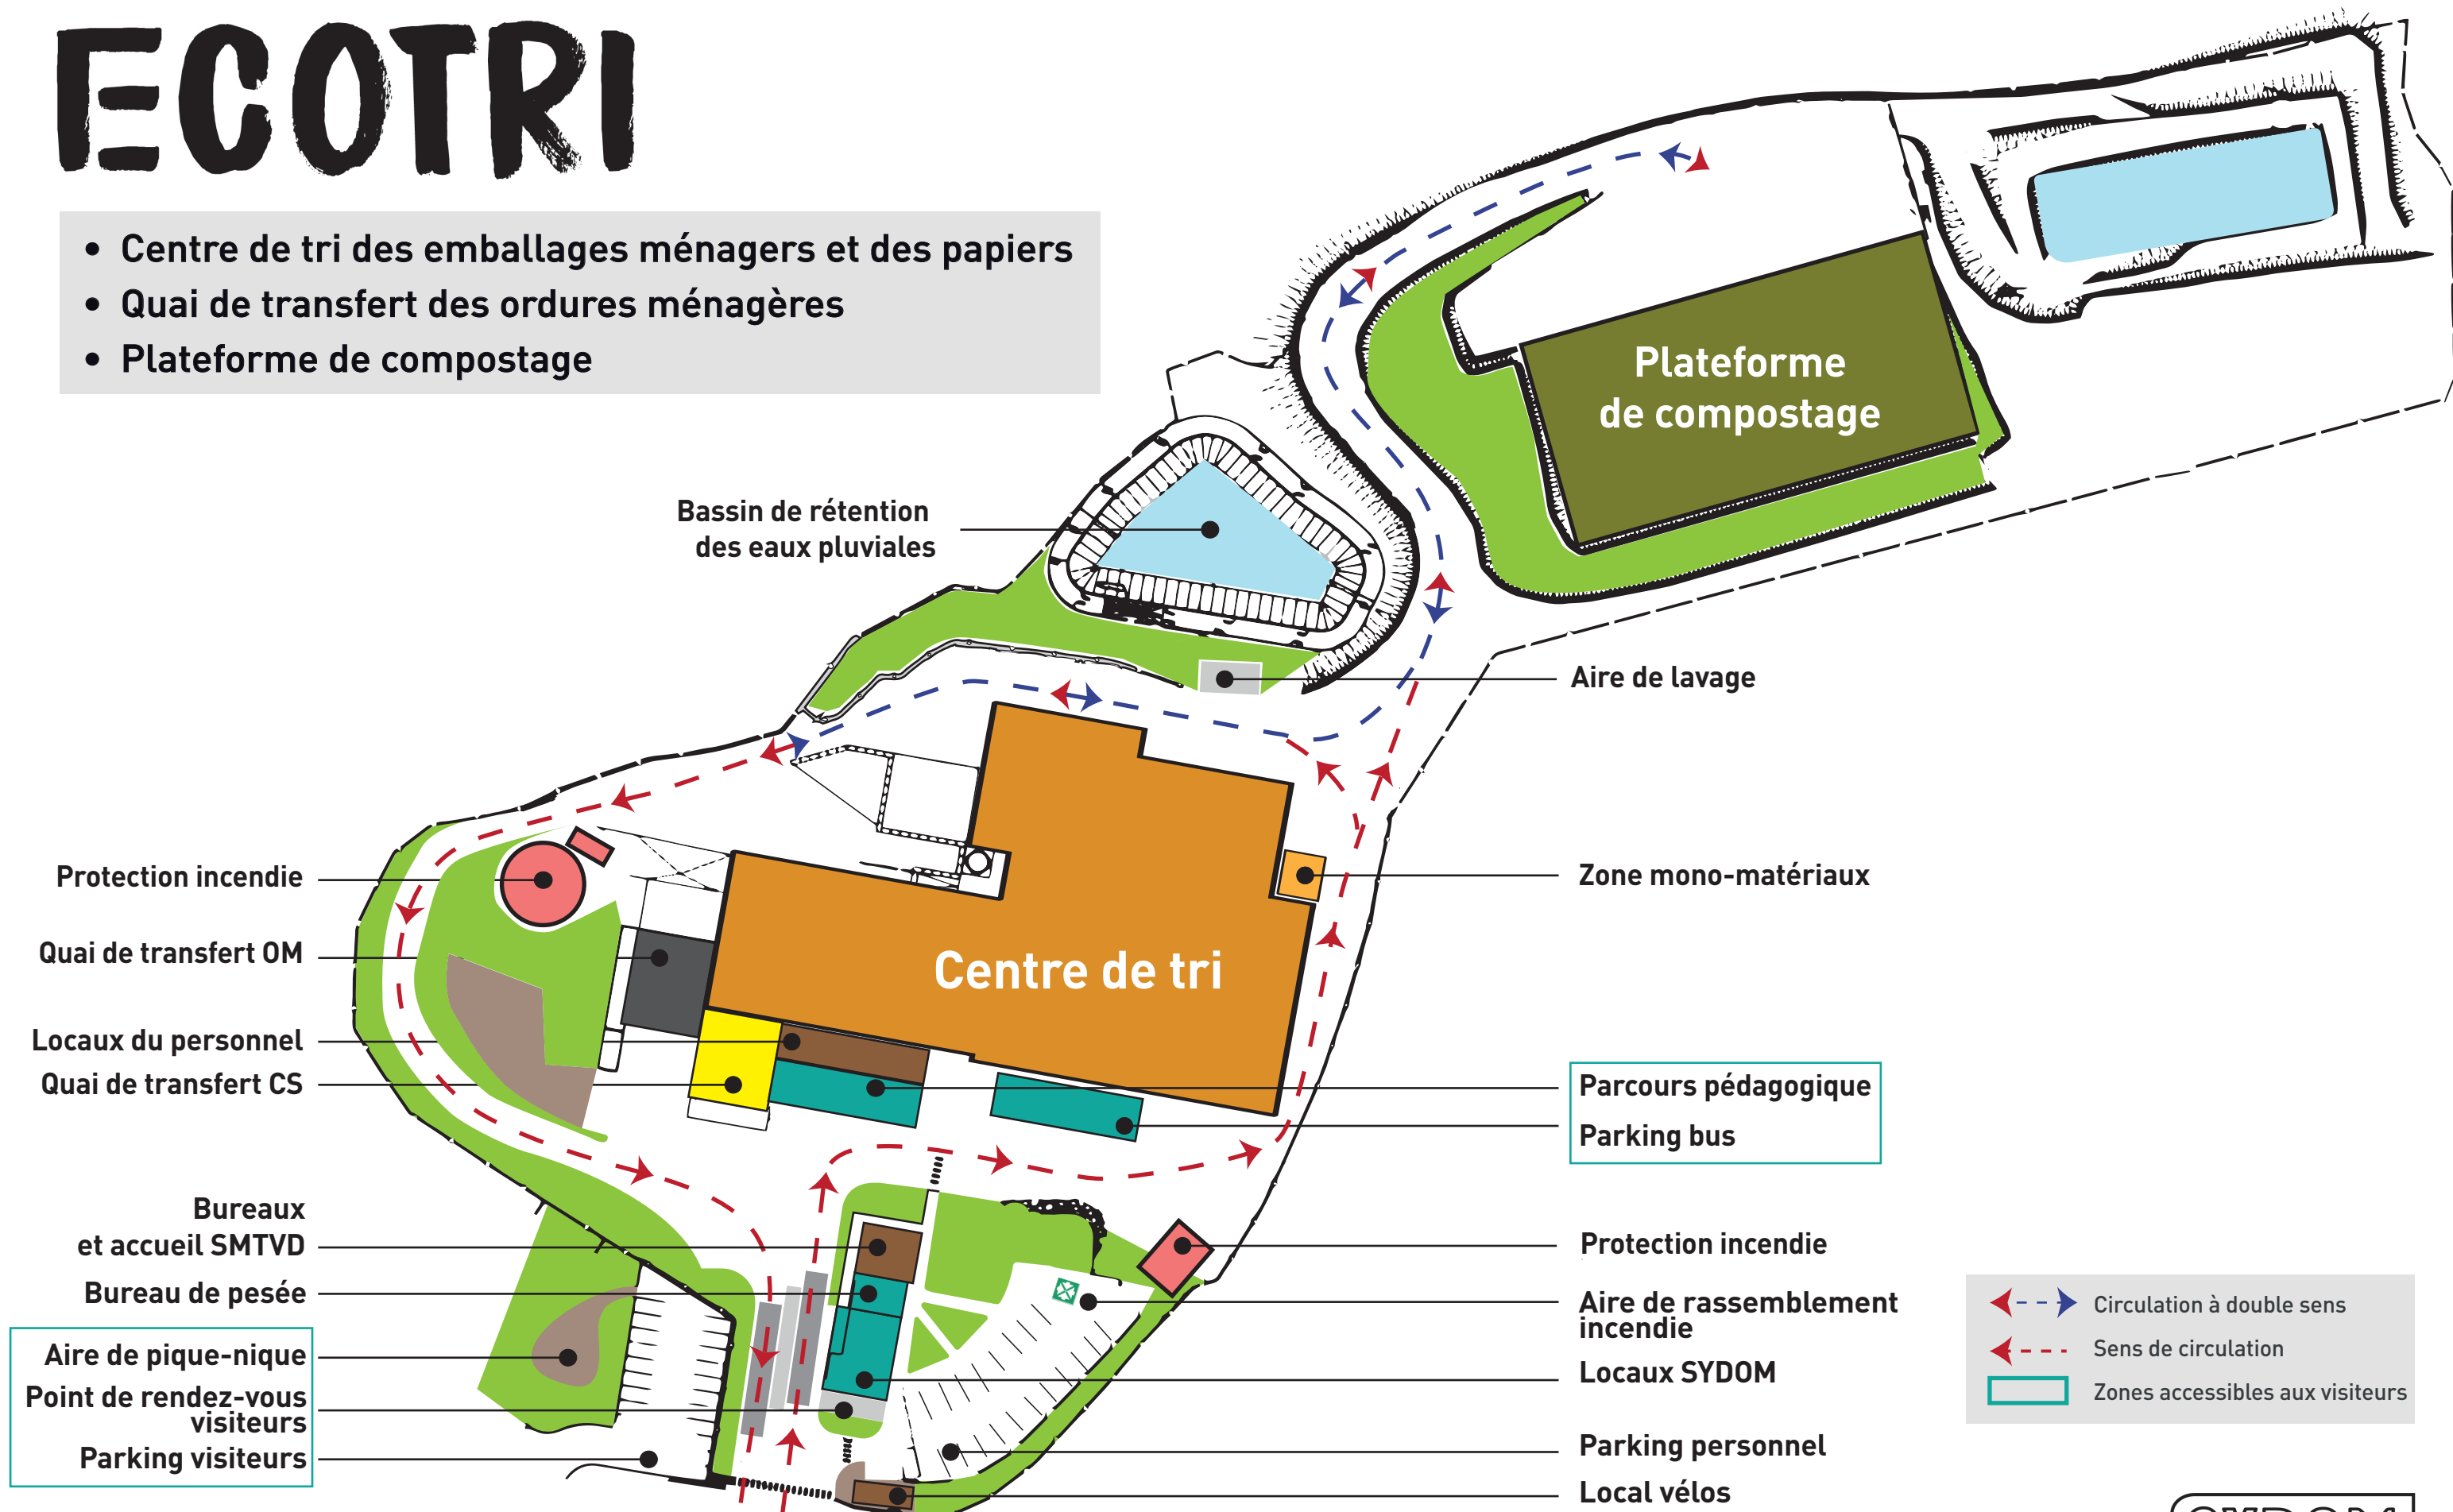 ECOTRI
• Centre de tri des emballages ménagers et des papiers
• Quai de transfert des ordures ménagères
• Plateforme de compostage
Plateforme
de compostage
Bassin de rétention
des eaux pluviales
Aire de lavage
Protection incendie
Zone mono-matériaux
Quai de transfert OM
Centre de tri
Locaux du personnel
Quai de transfert CS
Parcours pédagogique
Parking bus
Bureaux
et accueil SMTVD
Bureau de pesée
Aire de pique-nique
Point de rendez-vous
visiteurs
Parking visiteurs
Protection incendie
Aire de rassemblement
incendie
Locaux SYDOM
Parking personnel
Local vélos
Circulation à double sens
Sens de circulation
Zones accessibles aux visiteurs